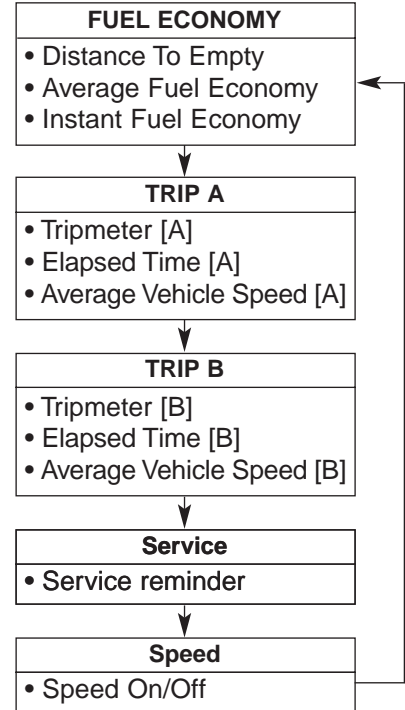 FUEL ECONOMY
• Distance To Empty
• Average Fuel Economy
• Instant Fuel Economy
TRIP A
• Tripmeter [A]
• Elapsed Time [A]
• Average Vehicle Speed [A]
TRIP B
• Tripmeter [B]
• Elapsed Time [B]
• Average Vehicle Speed [B]
Service
• Service reminder
Speed
• Speed On/Off